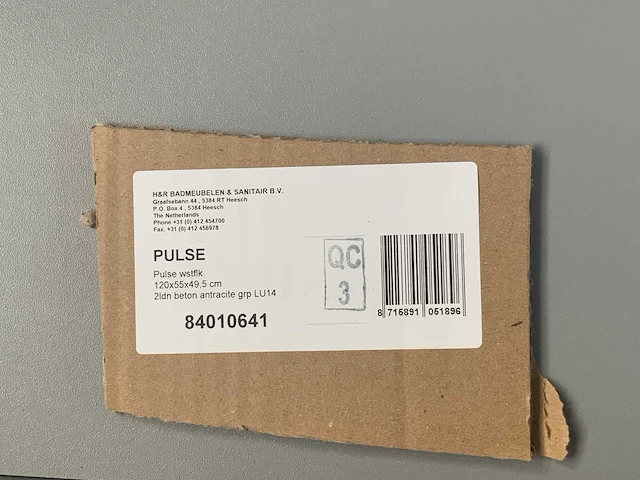 H&R BADMEUBELEN & SANITAIR B.V.
Graafsebaan 44 , 5384 RT Heesch
P.O. Box 4 , 5384 Heesch
The Netherlands
Phone +31 (0) 412 454700
Fax. +31 (0) 412 456978
PULSE
Pulse wstflk
120x55x49,5 cm
2ldn beton antracite grp LU14
84010641
QC
3
8 715891 051896